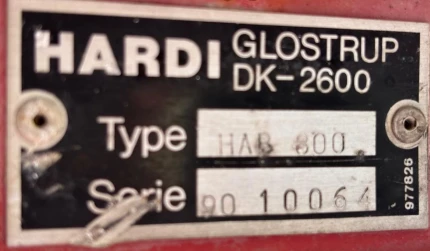 HARDI GLOSTRUP
DK-2600
Type HAB 800
Serie 90 10064
977826